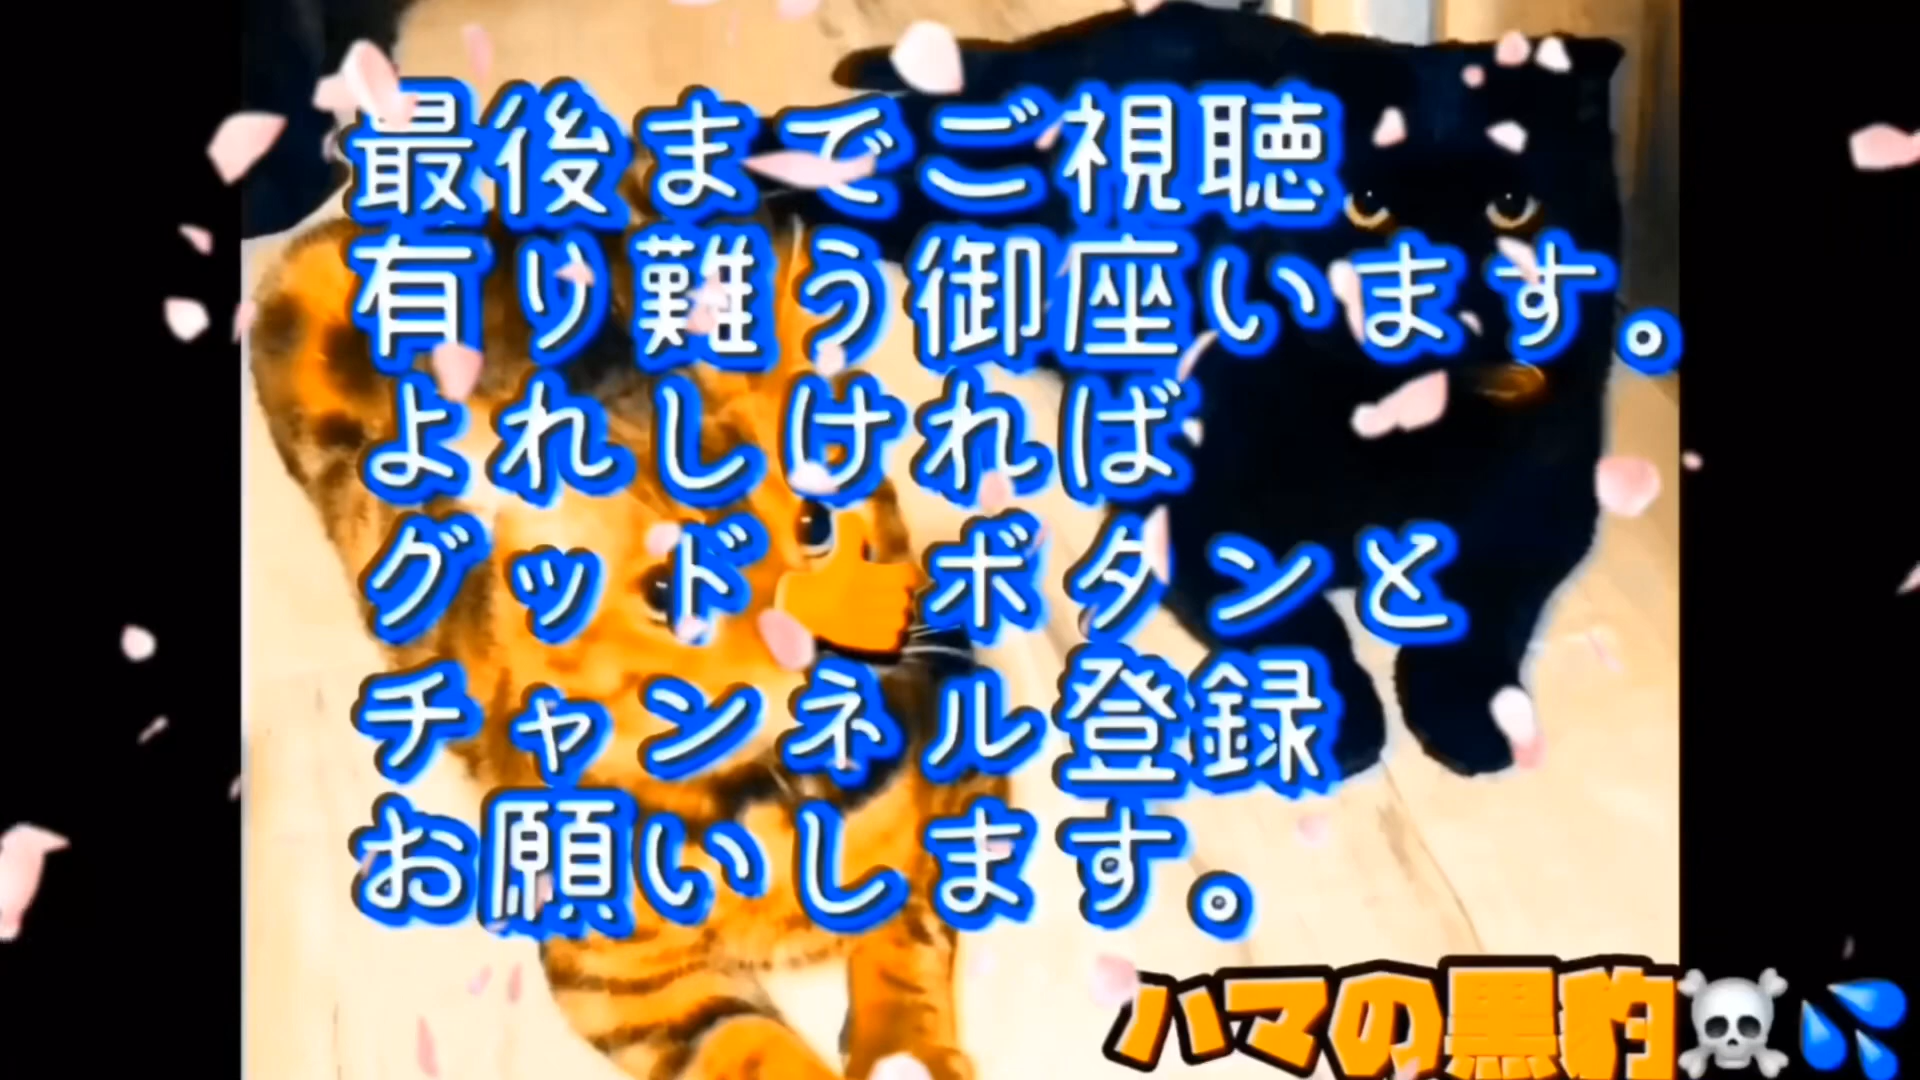 最後までご視聴
有り難う御座います。
よれしければ
グッド👍ボタンと
チャンネル登録
お願いします。
ハマの黒豹☠️💦